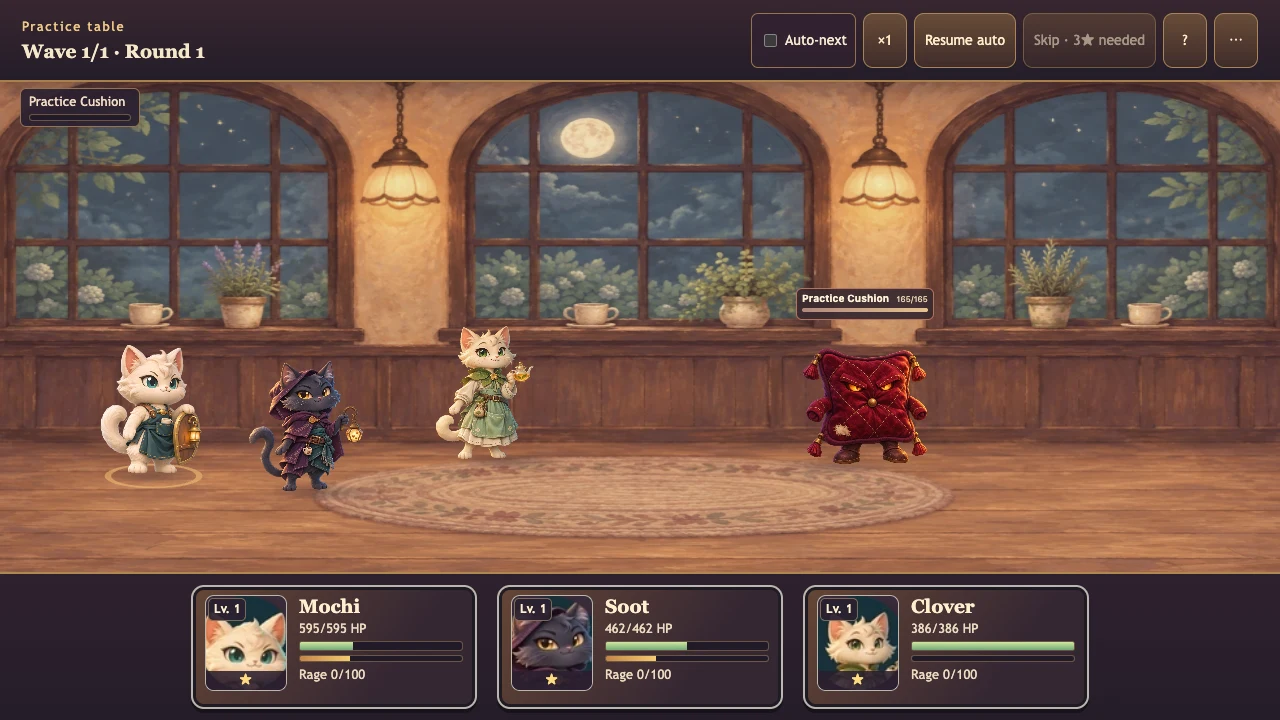 Practice table
Wave 1/1 · Round 1
Auto-next
×1
Resume auto
Skip · 3★ needed
?
···
Practice Cushion
Practice Cushion 165/165
Lv. 1
Mochi
595/595 HP
Rage 0/100
Lv. 1
Soot
462/462 HP
Rage 0/100
Lv. 1
Clover
386/386 HP
Rage 0/100